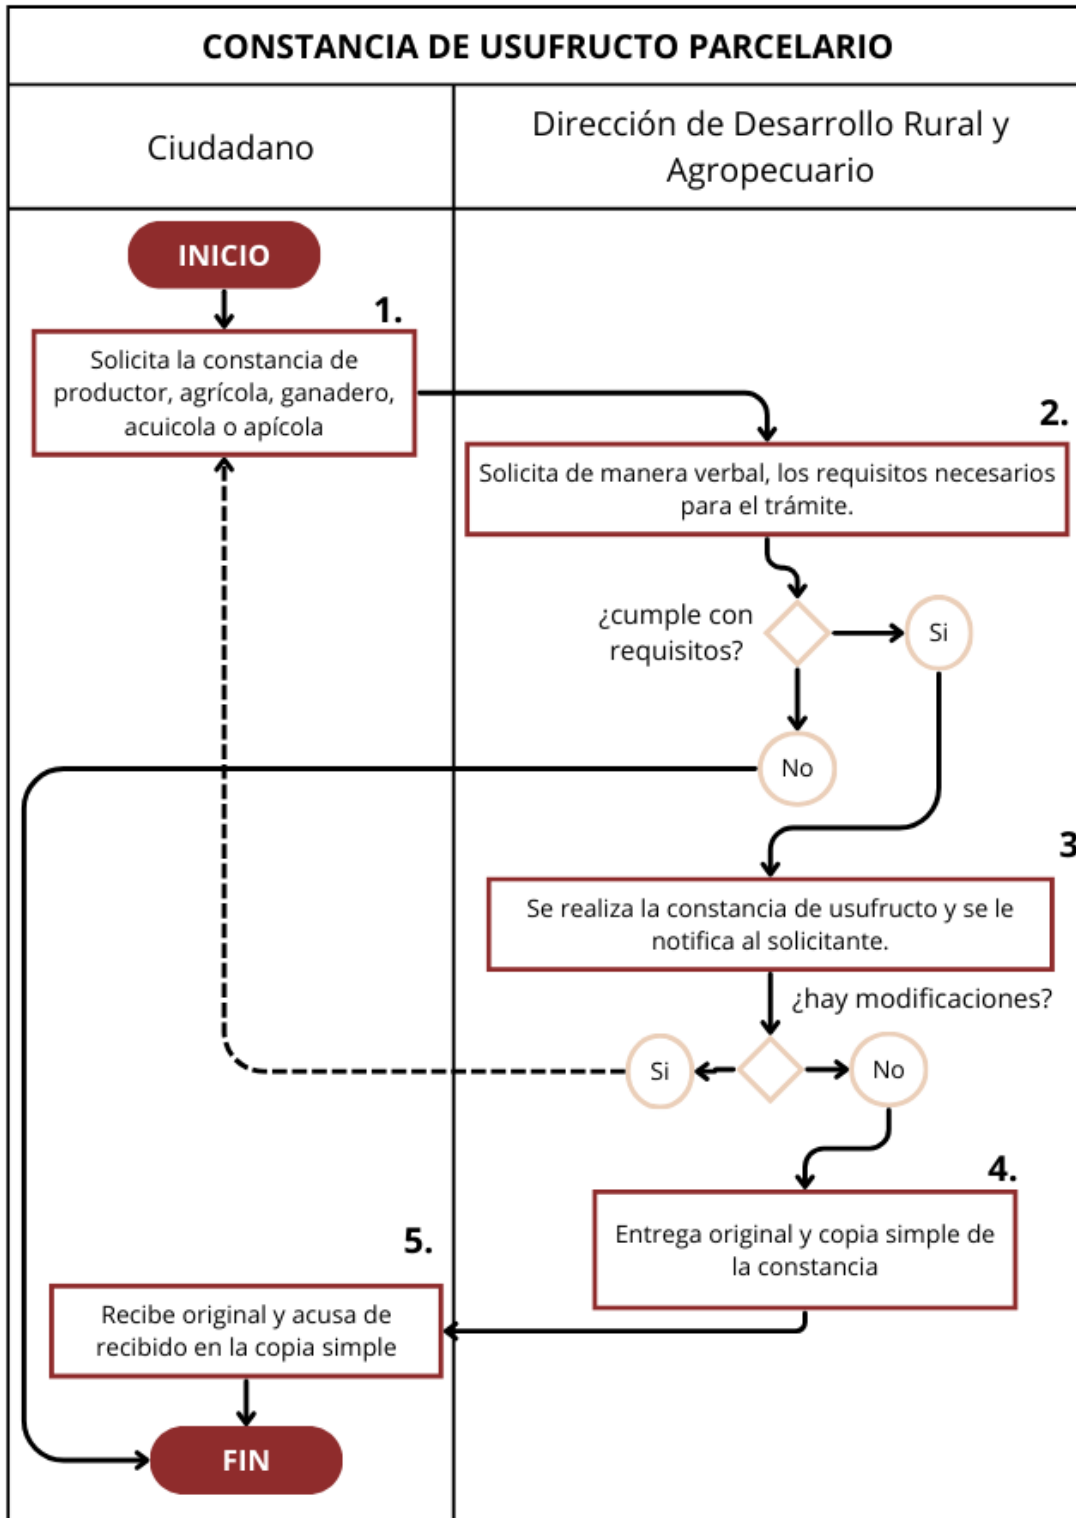 CONSTANCIA DE USUFRUCTO PARCELARIO
Ciudadano
Dirección de Desarrollo Rural y
Agropecuario
INICIO
1.
Solicita la constancia de
productor, agrícola, ganadero,
acuicola o apícola
2.
Solicita de manera verbal, los requisitos necesarios
para el trámite.
¿cumple con
requisitos?
Si
No
3
Se realiza la constancia de usufructo y se le
notifica al solicitante.
¿hay modificaciones?
Si
No
4.
Entrega original y copia simple de
la constancia
5.
Recibe original y acusa de
recibido en la copia simple
FIN